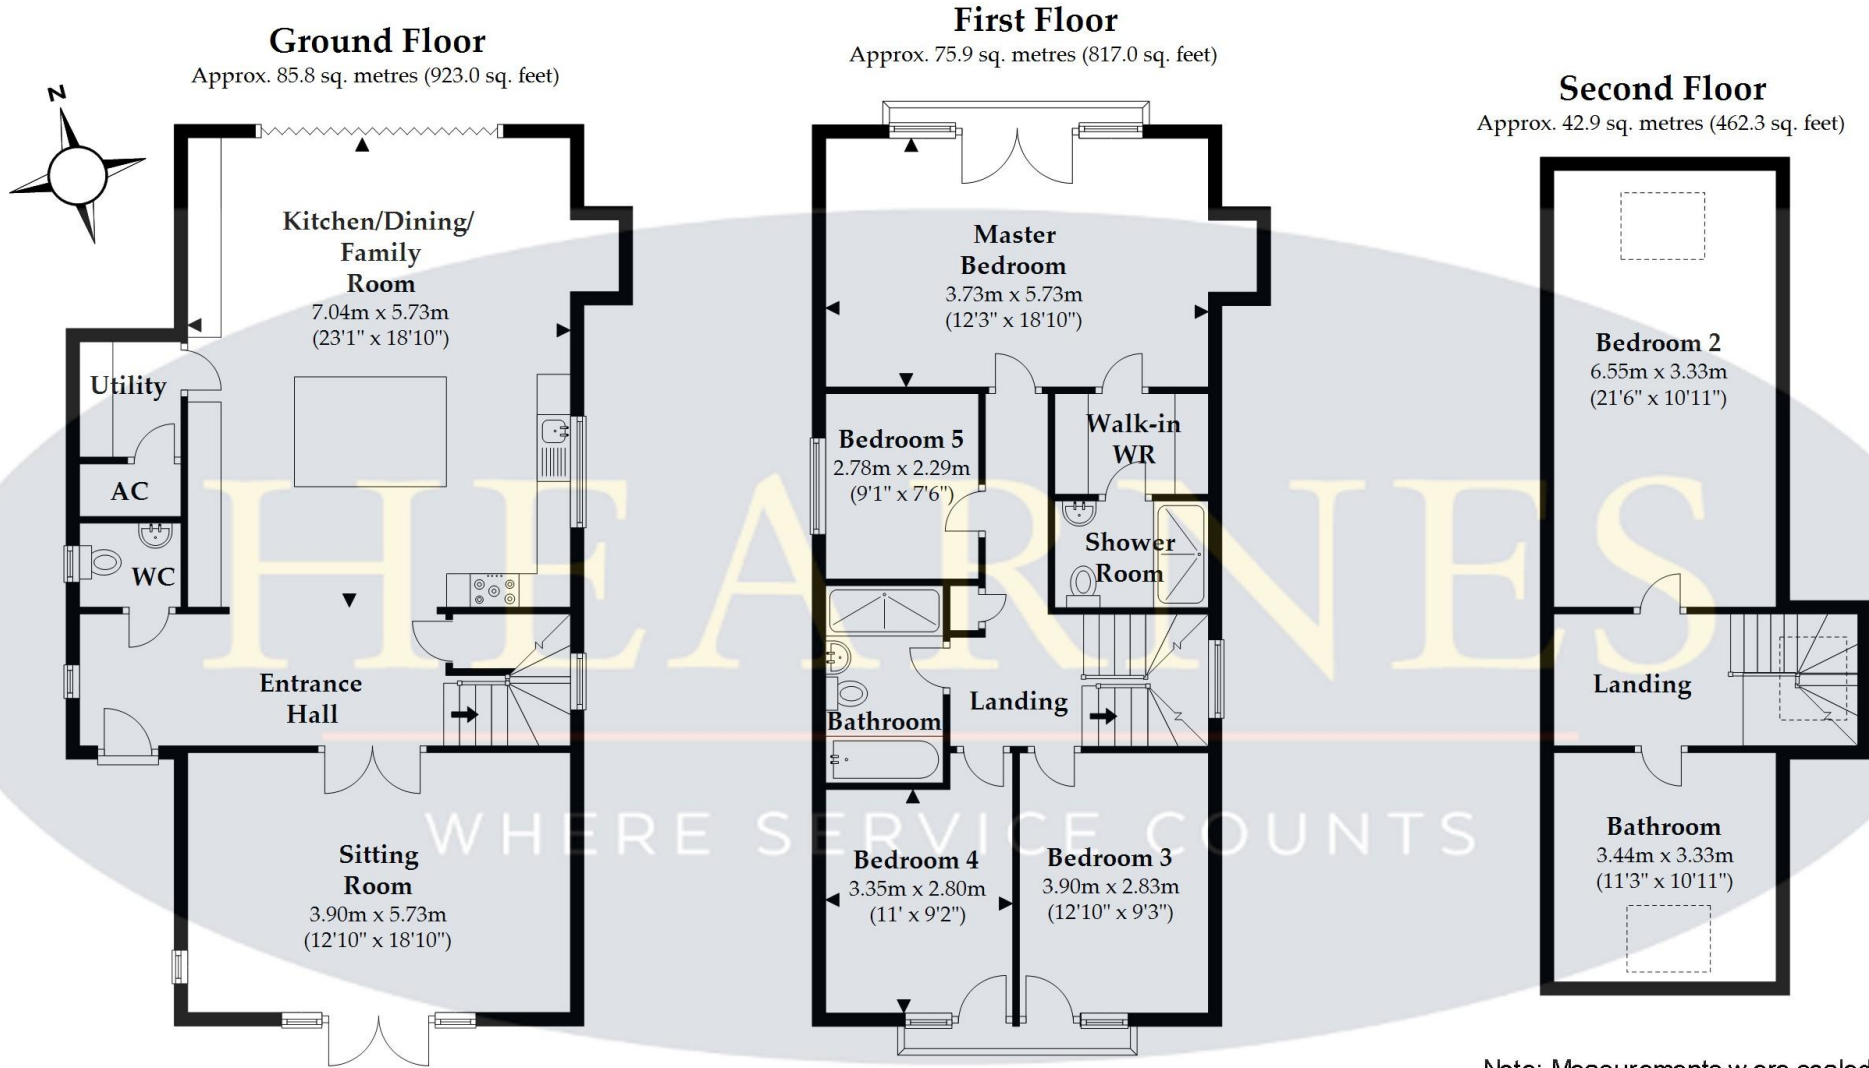 Ground Floor
Approx. 85.8 sq. metres (923.0 sq. feet)
N
Kitchen/Dining/
Family
Room
7.04m x 5.73m
(23'1" x 18'10")
Utility
AC
WC
Entrance
Hall
Sitting
Room
3.90m x 5.73m
(12'10" x 18'10")
First Floor
Approx. 75.9 sq. metres (817.0 sq. feet)
Master
Bedroom
3.73m x 5.73m
(12'3" x 18'10")
Bedroom 5
2.78m x 2.29m
(9'1" x 7'6")
Walk-in
WR
Shower
Room
Landing
Bathroom
Bedroom 4
3.35m x 2.80m
(11' x 9'2")
Bedroom 3
3.90m x 2.83m
(12'10" x 9'3")
Second Floor
Approx. 42.9 sq. metres (462.3 sq. feet)
Bedroom 2
6.55m x 3.33m
(21'6" x 10'11")
Landing
Bathroom
3.44m x 3.33m
(11'3" x 10'11")
HEARNES
WHERE SERVICE COUNTS
Note: Measurements were scaled